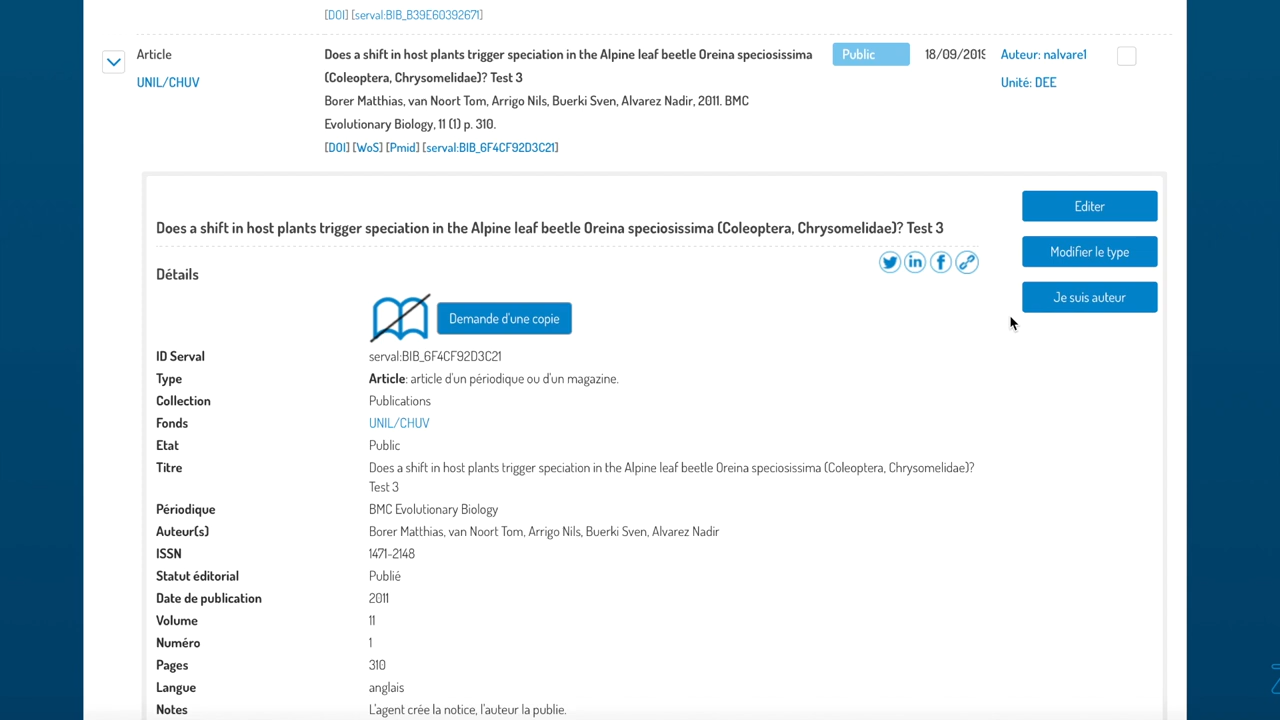 [DOI] [serval:BIB_B39E60392671]
Article
UNIL/CHUV
Does a shift in host plants trigger speciation in the Alpine leaf beetle Oreina speciosissima
(Coleoptera, Chrysomelidae)? Test 3
Borer Matthias, van Noort Tom, Arrigo Nils, Buerki Sven, Alvarez Nadir, 2011. BMC
Evolutionary Biology, 11 (1) p. 310.
[DOI] [WoS] [Pmid] [serval:BIB_6F4CF92D3C21]
Public
18/09/2019
Auteur: nalvare1
Unité: DEE
Editer
Modifier le type
Je suis auteur
Does a shift in host plants trigger speciation in the Alpine leaf beetle Oreina speciosissima (Coleoptera, Chrysomelidae)? Test 3
Détails
Demande d'une copie
ID Serval serval:BIB_6F4CF92D3C21
Type Article: article d'un périodique ou d'un magazine.
Collection Publications
Fonds UNIL/CHUV
Etat Public
Titre Does a shift in host plants trigger speciation in the Alpine leaf beetle Oreina speciosissima (Coleoptera, Chrysomelidae)?
Test 3
Périodique BMC Evolutionary Biology
Auteur(s) Borer Matthias, van Noort Tom, Arrigo Nils, Buerki Sven, Alvarez Nadir
ISSN 1471-2148
Statut éditorial Publié
Date de publication 2011
Volume 11
Numéro 1
Pages 310
Langue anglais
Notes L'agent crée la notice, l'auteur la publie.